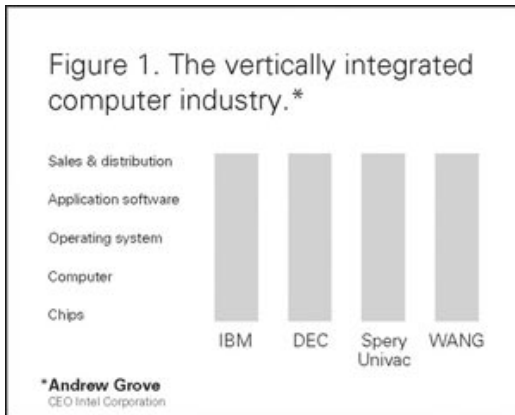 Figure 1. The vertically integrated
computer industry.*
Sales & distribution
Application software
Operating system
Computer
Chips
IBM
DEC
Spery
Univac
WANG
*Andrew Grove
CEO Intel Corporation